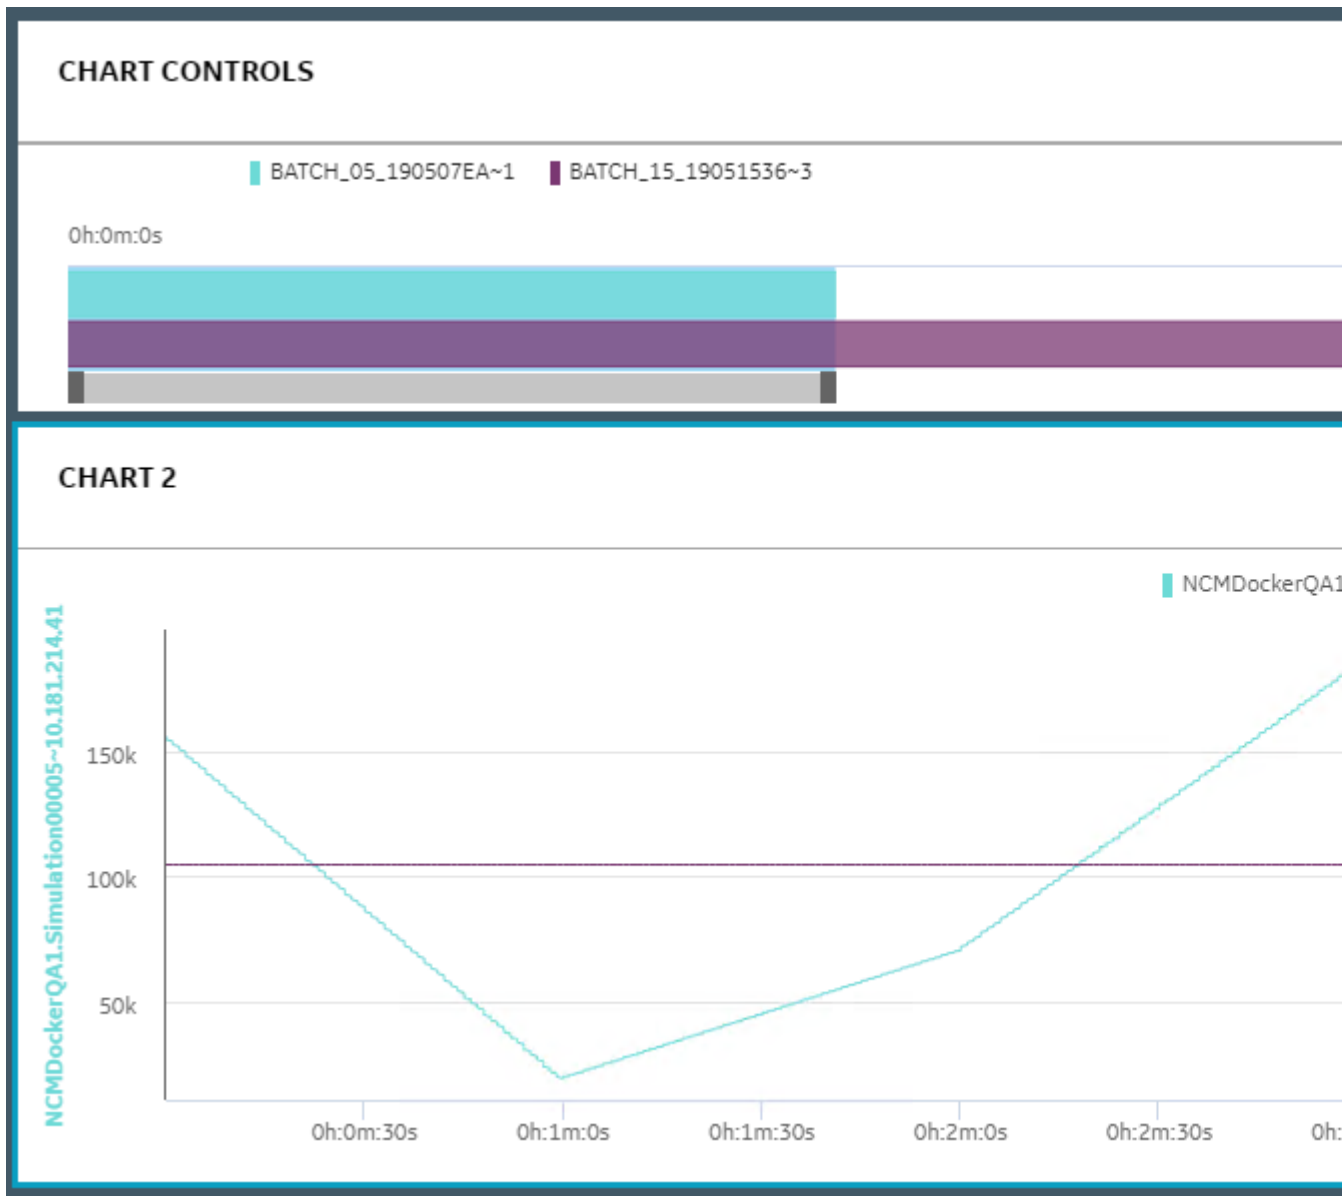 CHART CONTROLS
BATCH_05_190507EA~1 BATCH_15_19051536~3
0h:0m:0s
CHART 2
NCMDockerQA1
NCMDockerQA1.Simulation00005~10.181.214.41
150k
100k
50k
0h:0m:30s 0h:1m:0s 0h:1m:30s 0h:2m:0s 0h:2m:30s 0h: